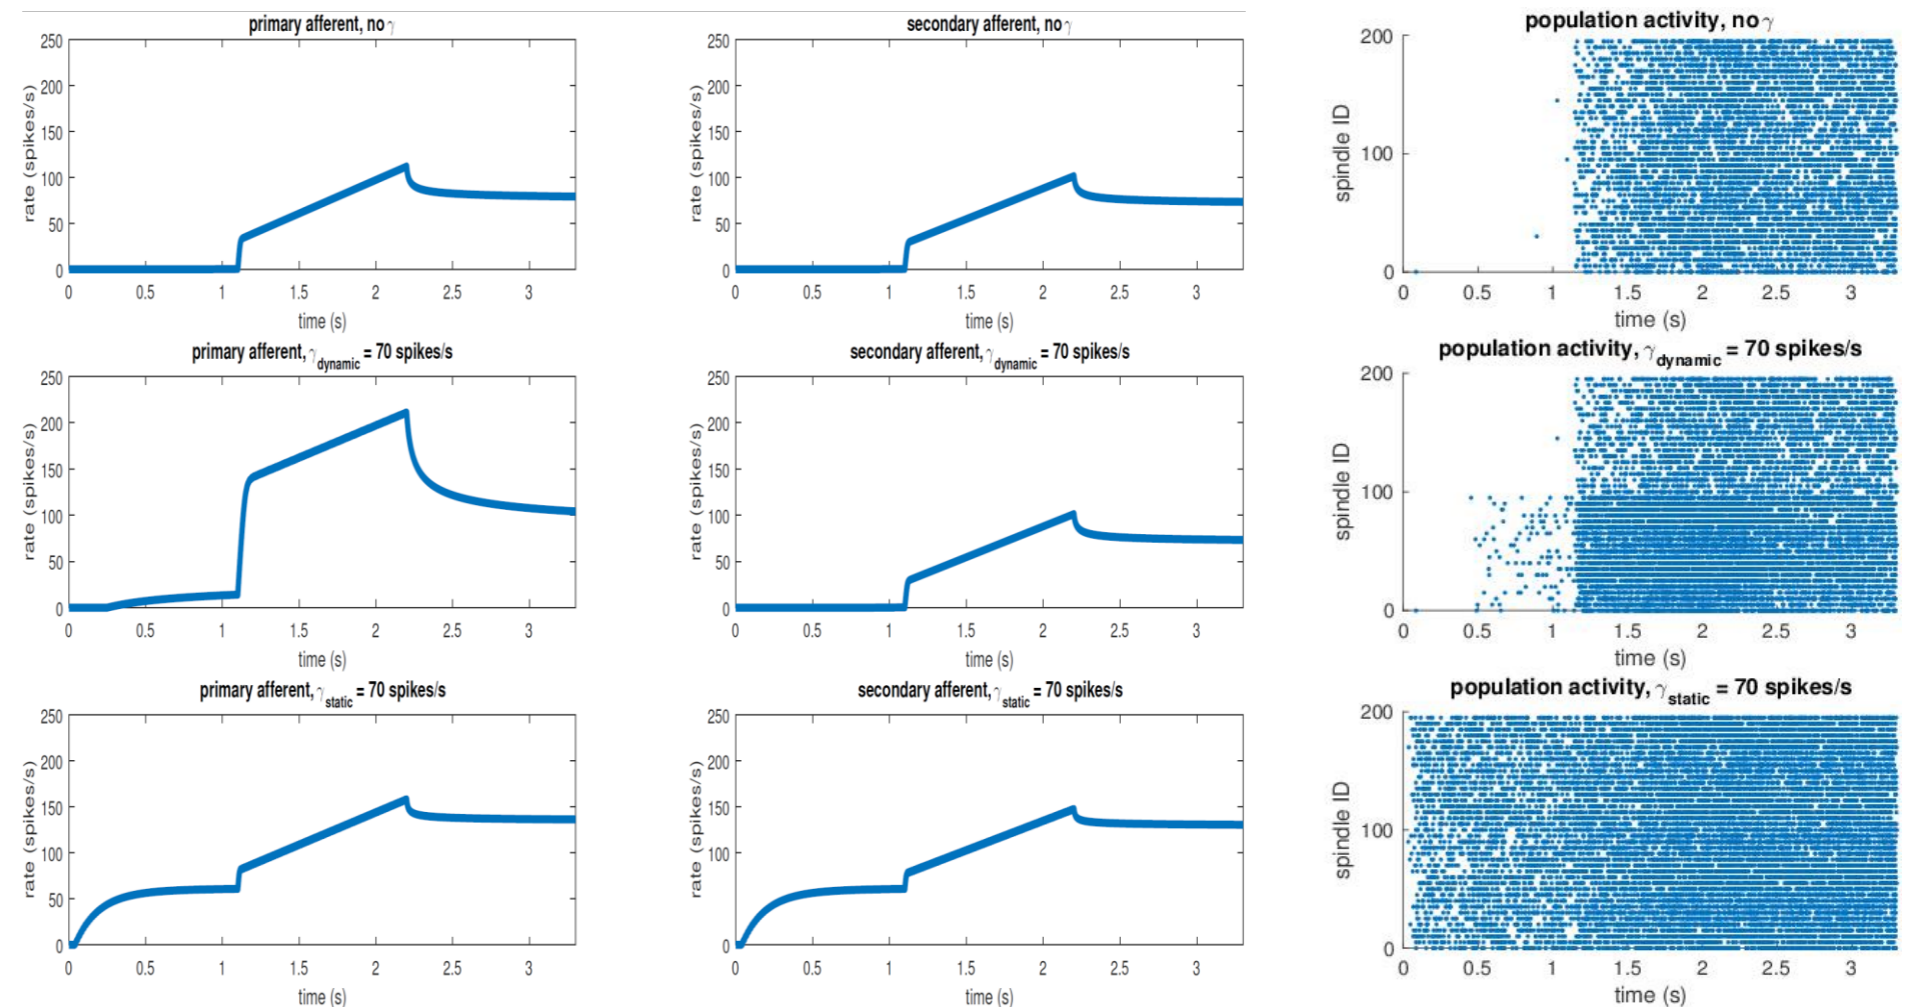 primary afferent, no γ
250
200
150
100
50
0
rate (spikes/s)
0 0.5 1 1.5 2 2.5 3
time (s)
secondary afferent, no γ
250
200
150
100
50
0
rate (spikes/s)
0 0.5 1 1.5 2 2.5 3
time (s)
population activity, no γ
200
100
0
spindle ID
0 0.5 1 1.5 2 2.5 3
time (s)
primary afferent, γdynamic = 70 spikes/s
250
200
150
100
50
0
rate (spikes/s)
0 0.5 1 1.5 2 2.5 3
time (s)
secondary afferent, γdynamic = 70 spikes/s
250
200
150
100
50
0
rate (spikes/s)
0 0.5 1 1.5 2 2.5 3
time (s)
population activity, γdynamic = 70 spikes/s
200
100
0
spindle ID
0 0.5 1 1.5 2 2.5 3
time (s)
primary afferent, γstatic = 70 spikes/s
250
200
150
100
50
0
rate (spikes/s)
0 0.5 1 1.5 2 2.5 3
time (s)
secondary afferent, γstatic = 70 spikes/s
250
200
150
100
50
0
rate (spikes/s)
0 0.5 1 1.5 2 2.5 3
time (s)
population activity, γstatic = 70 spikes/s
200
100
0
spindle ID
0 0.5 1 1.5 2 2.5 3
time (s)